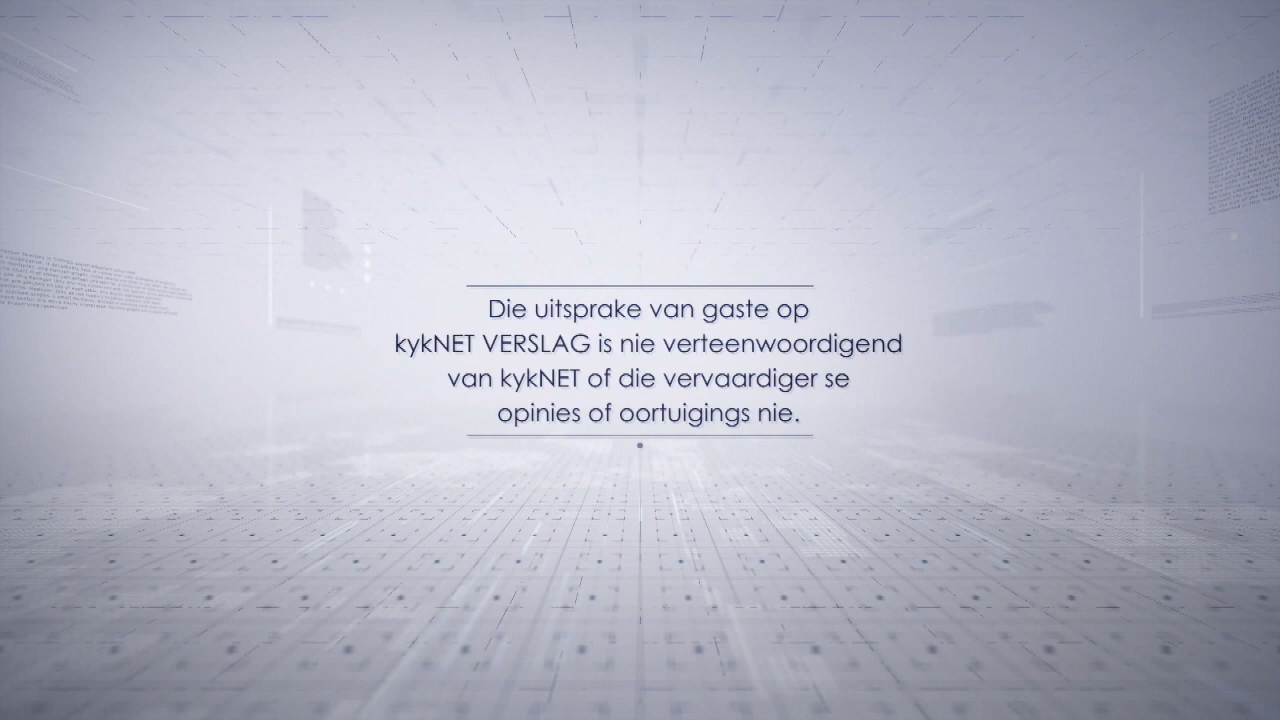 Die uitsprake van gaste op
kykNET VERSLAG is nie verteenwoordigend
van kykNET of die vervaardiger se
opinies of oortuigings nie.